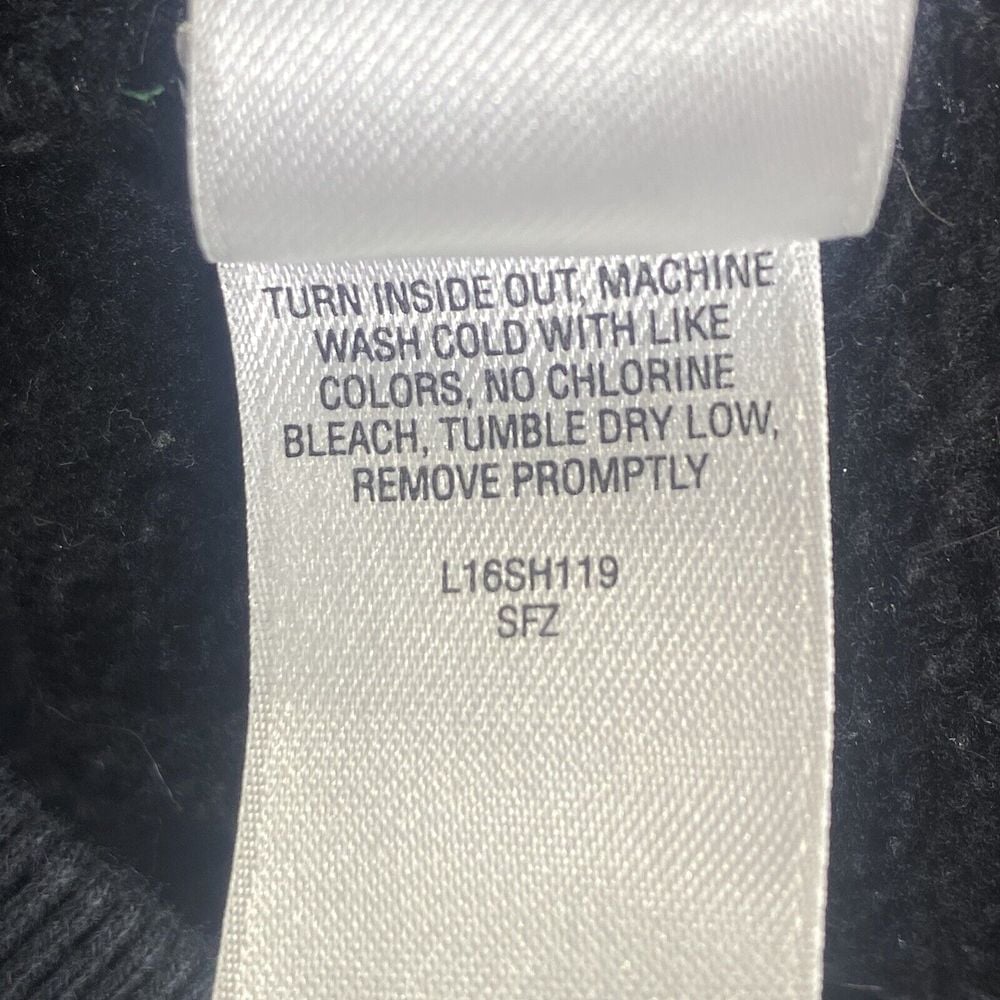 TURN INSIDE OUT, MACHINE
WASH COLD WITH LIKE
COLORS, NO CHLORINE
BLEACH, TUMBLE DRY LOW,
REMOVE PROMPTLY
L16SH119
SFZ